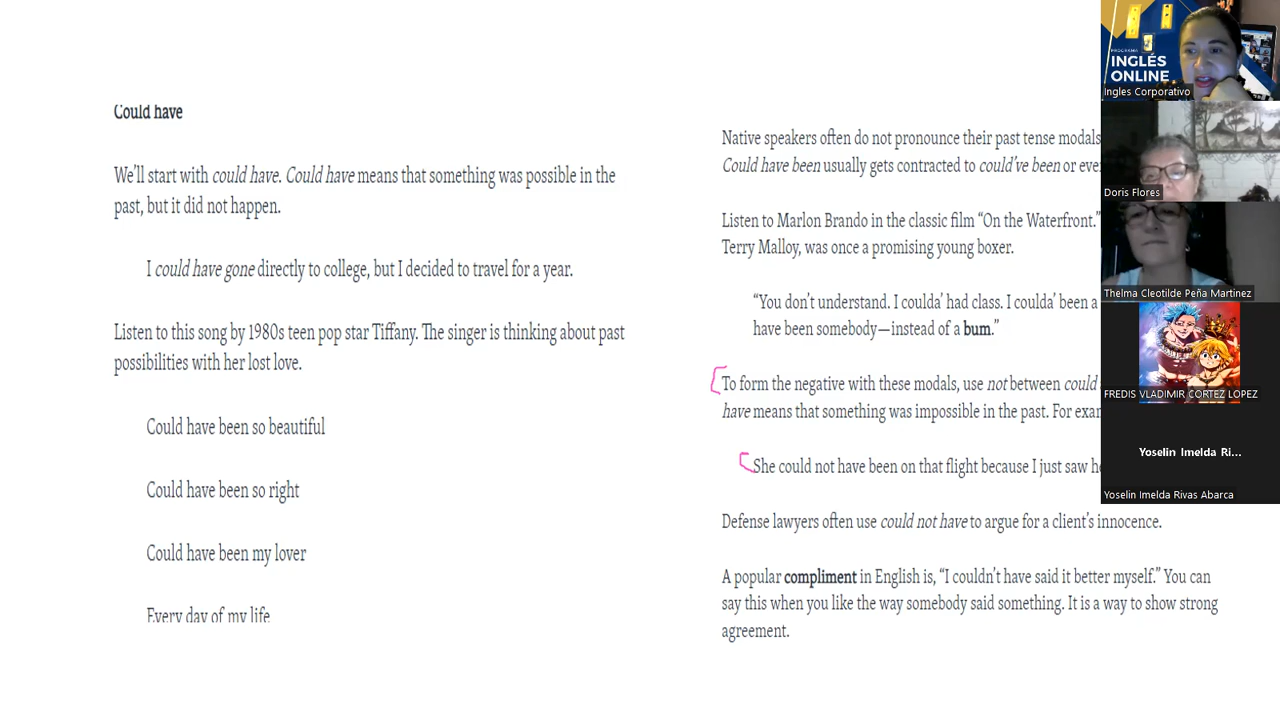 Could have
We'll start with could have. Could have means that something was possible in the
past, but it did not happen.
I could have gone directly to college, but I decided to travel for a year.
Listen to this song by 1980s teen pop star Tiffany. The singer is thinking about past
possibilities with her lost love.
Could have been so beautiful
Could have been so right
Could have been my lover
Every day of my life
Native speakers often do not pronounce their past tense modals
Could have been usually gets contracted to could've been or
Listen to Marlon Brando in the classic film “On the Waterfront.”
Terry Malloy, was once a promising young boxer.
“You don't understand. I coulda' had class. I coulda' been a
have been somebody—instead of a bum.”
To form the negative with these modals, use not between could
have means that something was impossible in the past. For
She could not have been on that flight because I just saw
Defense lawyers often use could not have to argue for a client's innocence.
A popular compliment in English is, “I couldn't have said it better myself.” You can
say this when you like the way somebody said something. It is a way to show strong
agreement.
PROGRAMA
INGLÉS
ONLINE
Ingles Corporativo
Doris Flores
Thelma Cleotilde Peña Martinez
FREDIS VLADIMIR CORTEZ LOPEZ
Yoselin Imelda Ri...
Yoselin Imelda Rivas Abarca